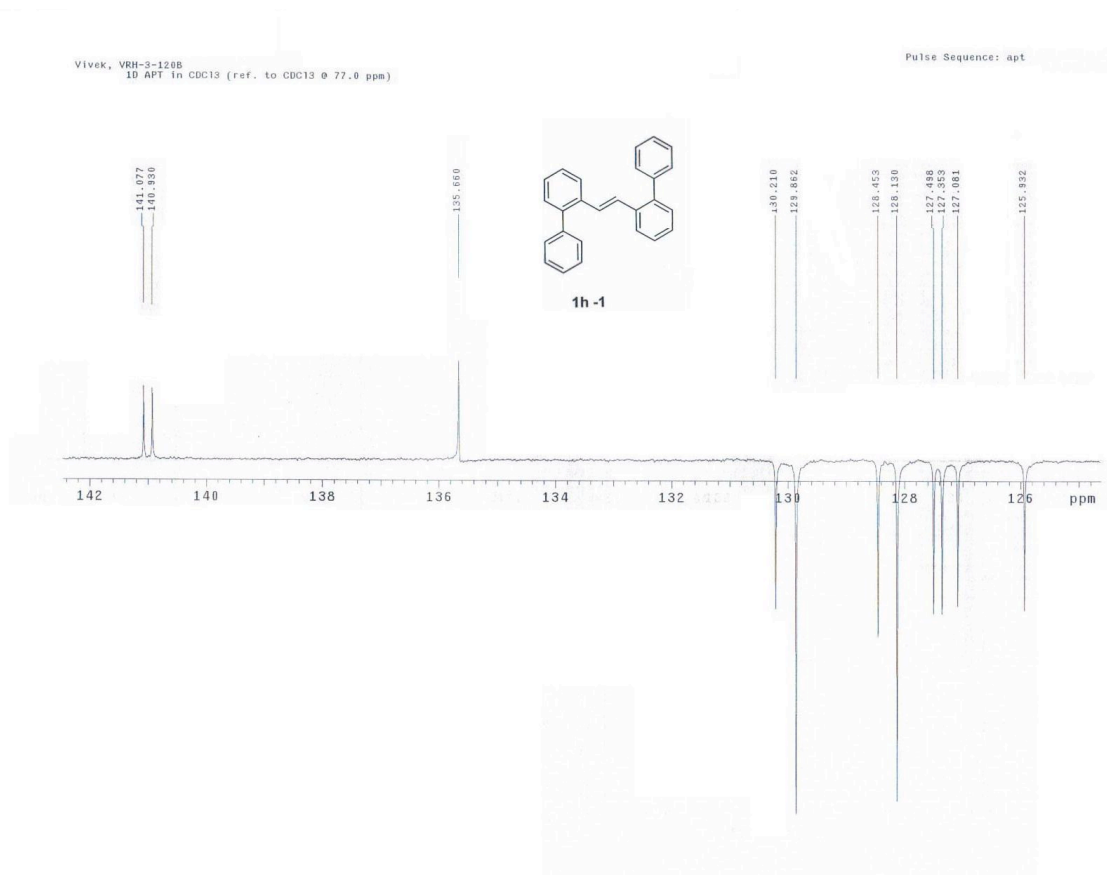 Vivek, VRH-3-120B
1D APT in CDCl3 (ref. to CDCl3 @ 77.0 ppm)
Pulse Sequence: apt
141.077
140.930
135.660
130.210
129.862
128.453
128.130
127.498
127.353
127.081
125.932
1h -1
142 140 138 136 134 132 130 128 126 ppm